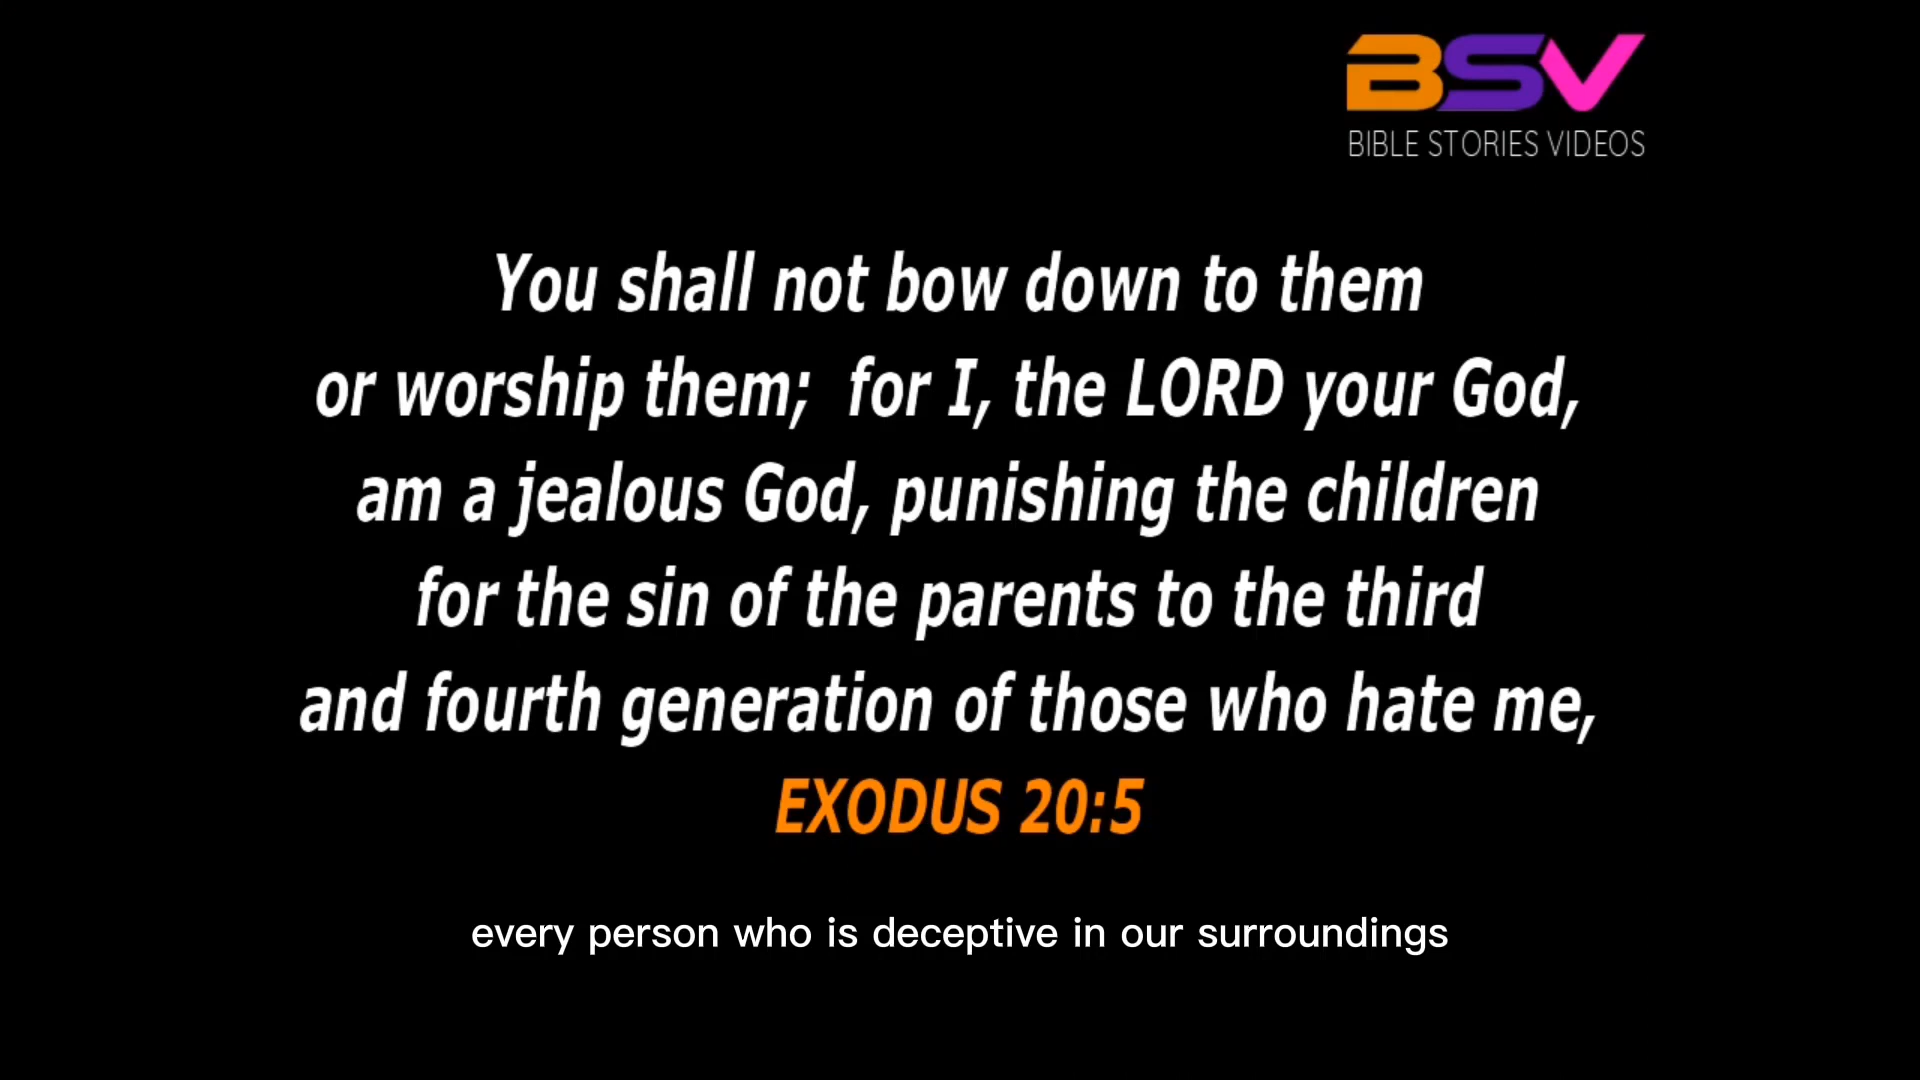 BSV
BIBLE STORIES VIDEOS
You shall not bow down to them
or worship them; for I, the LORD your God,
am a jealous God, punishing the children
for the sin of the parents to the third
and fourth generation of those who hate me,
EXODUS 20:5
every person who is deceptive in our surroundings